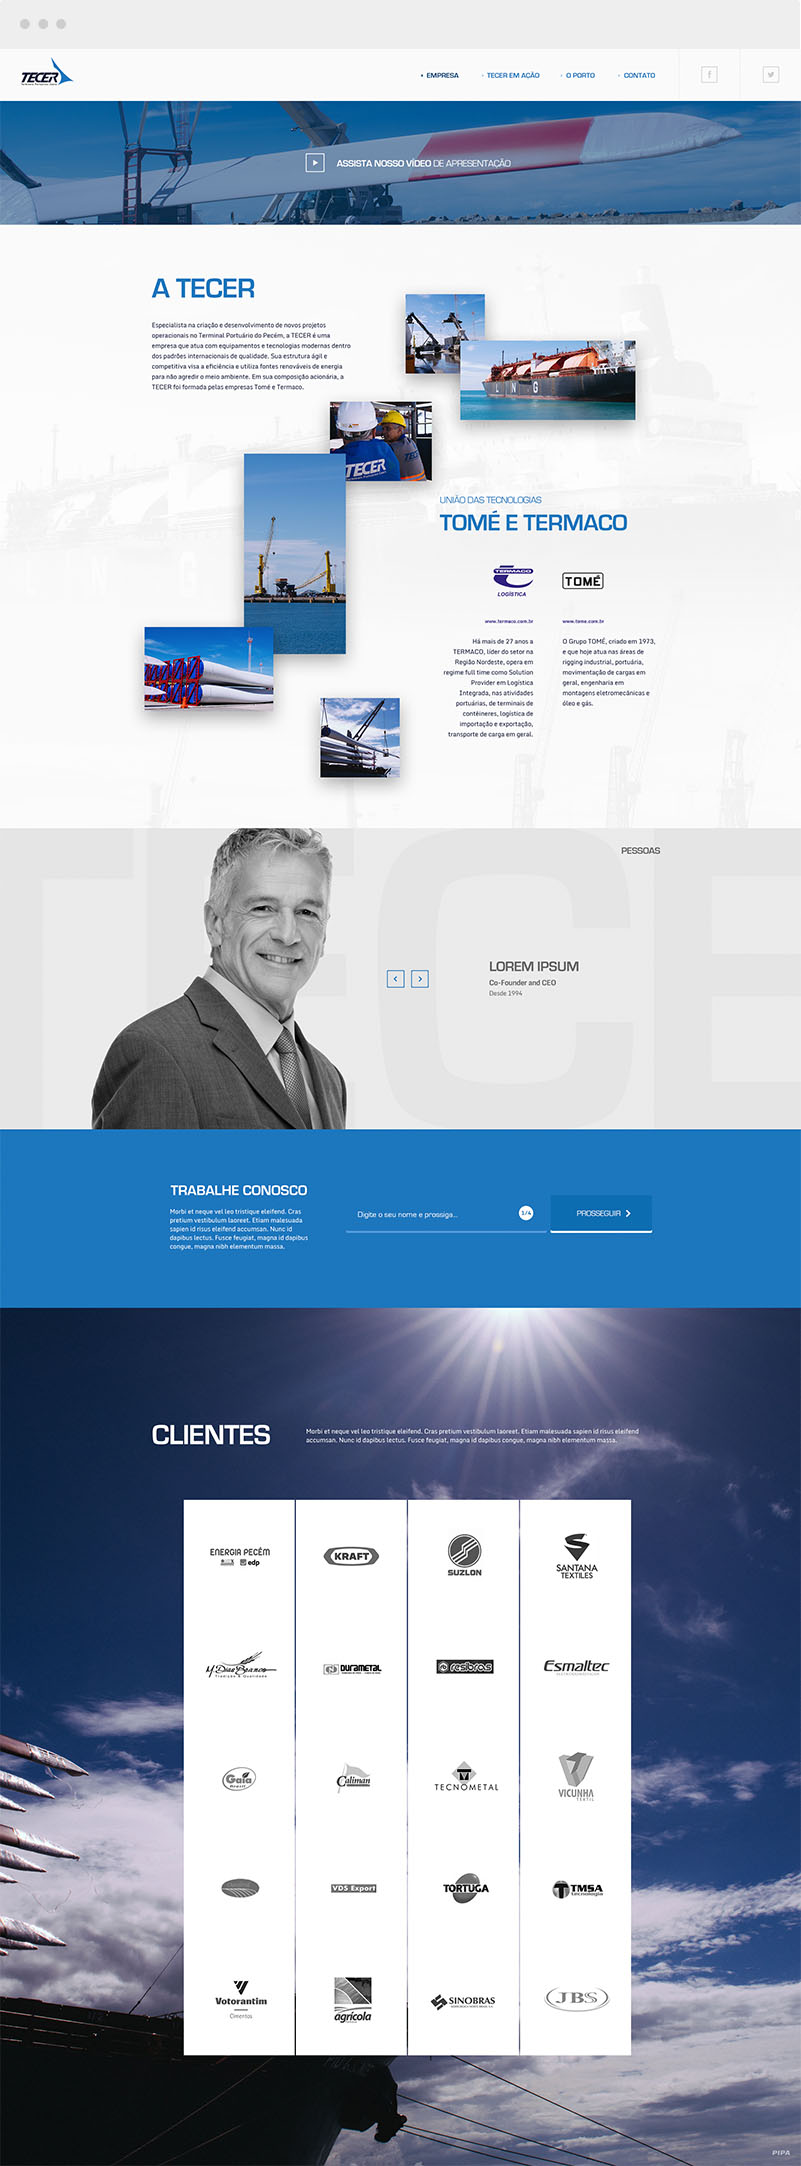 TECER
EMPRESA
TECER EM AÇÃO
O PORTO
CONTATO
ASSISTA NOSSO VÍDEO DE APRESENTAÇÃO
A TECER
Especialista na criação e desenvolvimento de novos projetos
operacionais no Terminal Portuário do Pecém, a TECER é uma
empresa que atua com equipamentos e tecnologias modernas dentro
dos padrões internacionais de qualidade. Sua estrutura ágil e
competitiva visa a eficiência e utiliza fontes renováveis de energia
para não agredir o meio ambiente. Em sua composição acionária, a
TECER foi formada pelas empresas Tomé e Termaco.
L N G
TECER
UNIÃO DAS TECNOLOGIAS
TOMÉ E TERMACO
TERMACO
LOGÍSTICA
www.termaco.com.br
Há mais de 27 anos a
TERMACO, líder do setor na
Região Nordeste, opera em
regime full time como Solution
Provider em Logística
Integrada, nas atividades
portuárias, de terminais de
contêineres, logística de
importação e exportação,
transporte de carga em geral.
TOMÉ
www.tome.com.br
O Grupo TOMÉ, criado em 1973,
e que hoje atua nas áreas de
rigging industrial, portuária,
movimentação de cargas em
geral, engenharia em
montagens eletromecânicas e
óleo e gás.
TECE
PESSOAS
LOREM IPSUM
Co-Founder and CEO
Desde 1994
TRABALHE CONOSCO
Morbi et neque vel leo tristique eleifend. Cras
pretium vestibulum laoreet. Etiam malesuada
sapien id risus eleifend accumsan. Nunc id
dapibus lectus. Fusce feugiat, magna id dapibus
congue, magna nibh elementum massa.
Digite o seu nome e prossiga...
1/4
PROSSEGUIR
CLIENTES
Morbi et neque vel leo tristique eleifend. Cras pretium vestibulum laoreet. Etiam malesuada sapien id risus eleifend
accumsan. Nunc id dapibus lectus. Fusce feugiat, magna id dapibus congue, magna nibh elementum massa.
ENERGIA PECÉM
edp
KRAFT
SUZLON
SANTANA
TEXTILES
M. Dias Branco
Tradição e Qualidade
DURAMETAL
resibras
Esmaltec
Gaia
Brasil
Caliman
TECNOMETAL
VICUNHA
TÊXTIL
VDS Export
TORTUGA
TMSA
tecnologia
Votorantim
Cimentos
agrícola
SINOBRAS
JBS
PIPA